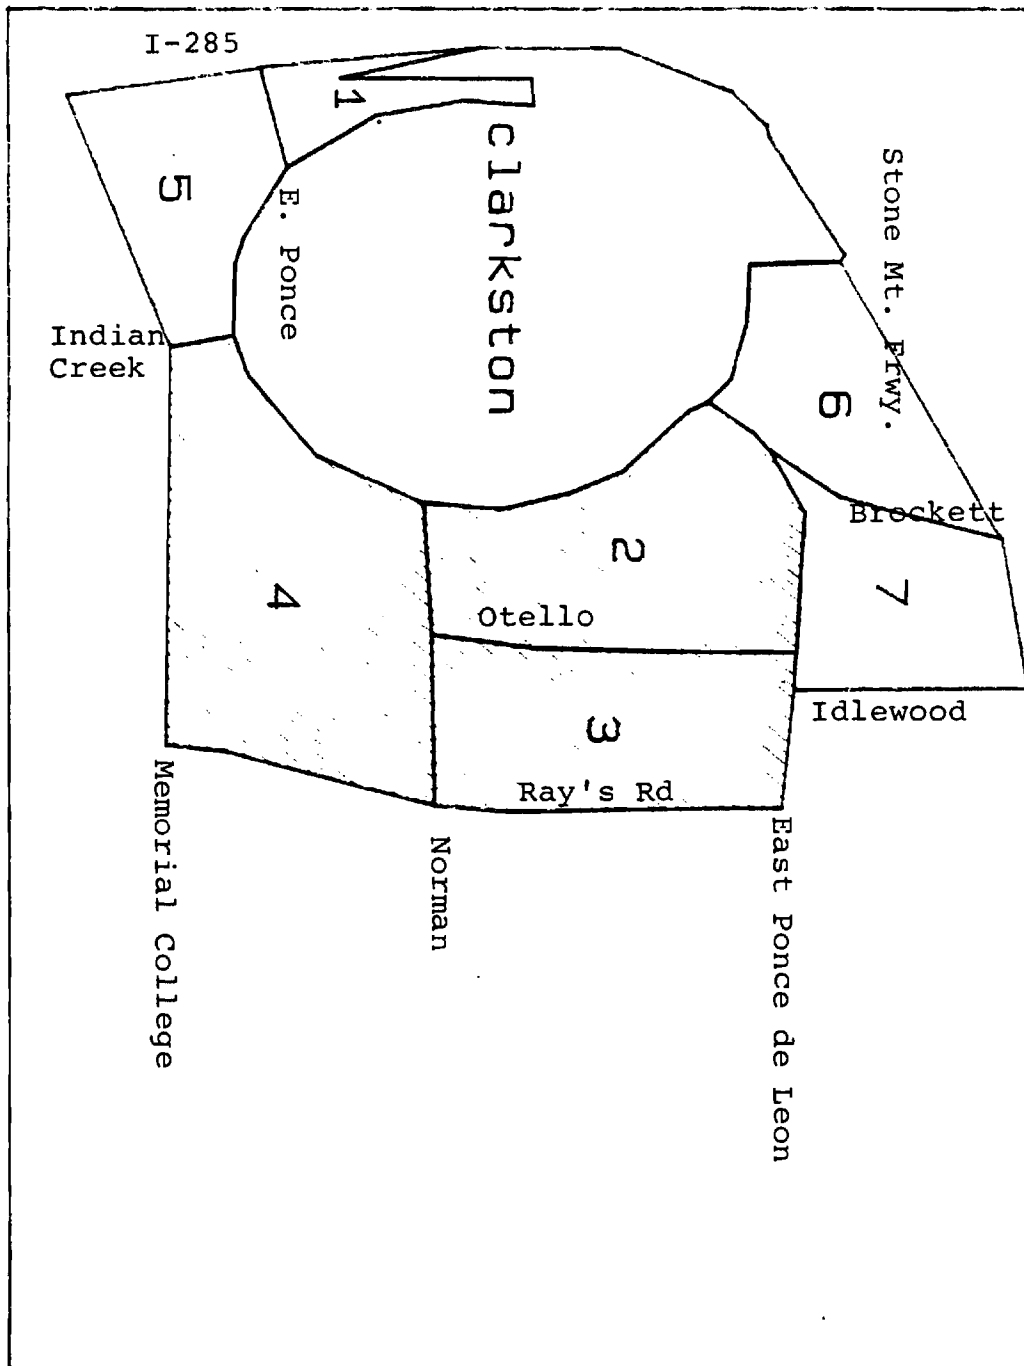 I-285
1
Clarkston
Stone Mt. Frwy.
5
E. Ponce
Indian
Creek
6
Brockett
2
7
4
Otello
Idlewood
3
Ray's Rd
Memorial College
Norman
East Ponce de Leon